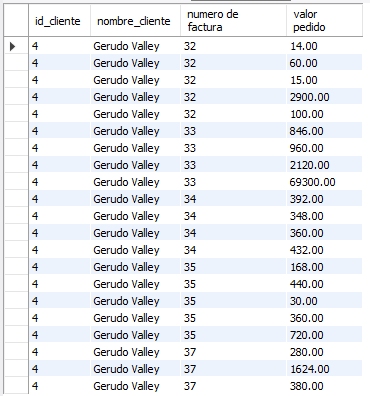 id_cliente nombre_cliente numero de factura valor pedido
4 Gerudo Valley 32 14.00
4 Gerudo Valley 32 60.00
4 Gerudo Valley 32 15.00
4 Gerudo Valley 32 2900.00
4 Gerudo Valley 32 100.00
4 Gerudo Valley 33 846.00
4 Gerudo Valley 33 960.00
4 Gerudo Valley 33 2120.00
4 Gerudo Valley 33 69300.00
4 Gerudo Valley 34 392.00
4 Gerudo Valley 34 348.00
4 Gerudo Valley 34 360.00
4 Gerudo Valley 34 432.00
4 Gerudo Valley 35 168.00
4 Gerudo Valley 35 440.00
4 Gerudo Valley 35 30.00
4 Gerudo Valley 35 360.00
4 Gerudo Valley 35 720.00
4 Gerudo Valley 37 280.00
4 Gerudo Valley 37 1624.00
4 Gerudo Valley 37 380.00